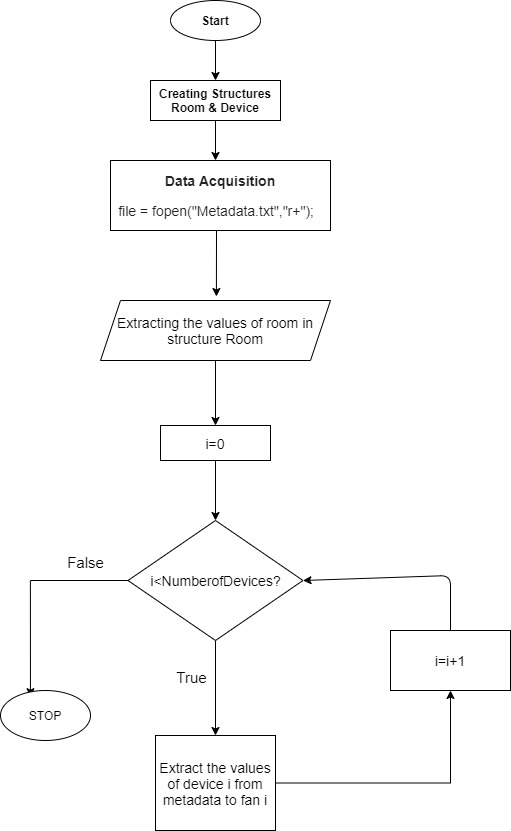 Start
Creating Structures
Room & Device
Data Acquisition
file = fopen("Metadata.txt","r+");
Extracting the values of room in
structure Room
i=0
False
i<NumberofDevices?
i=i+1
True
STOP
Extract the values
of device i from
metadata to fan i